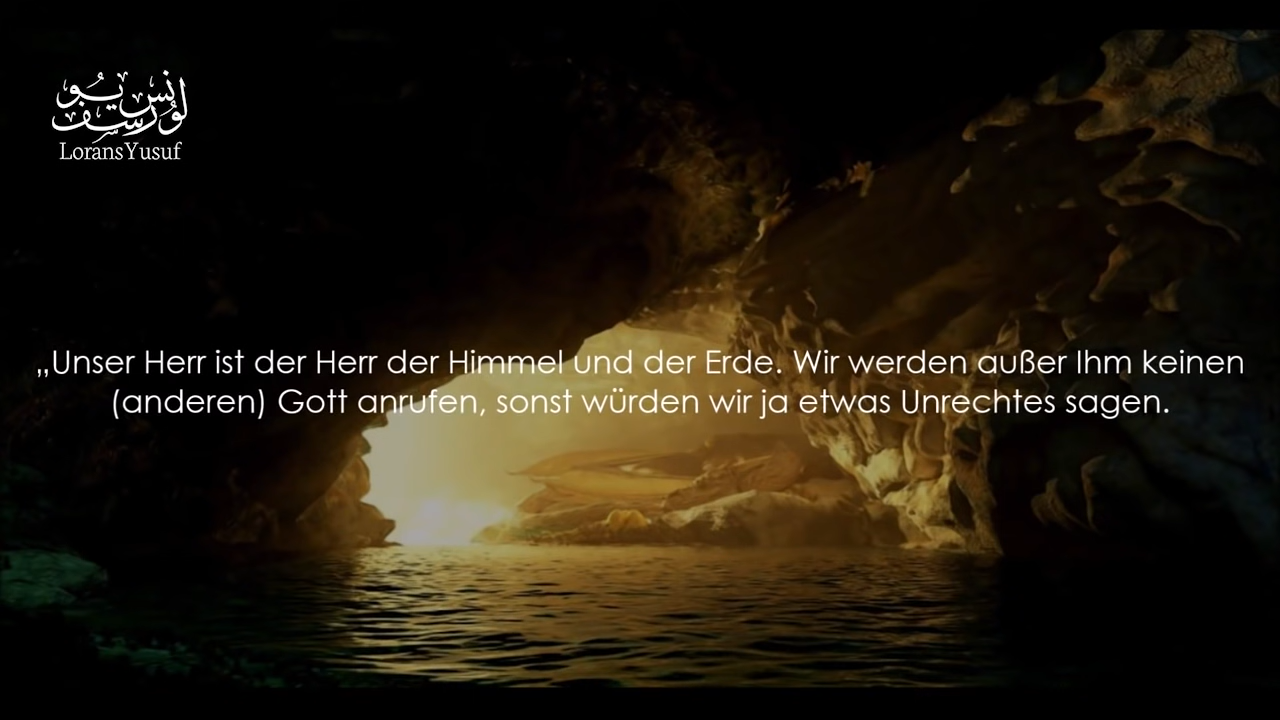 لورنس يوسف
LoransYusuf
„Unser Herr ist der Herr der Himmel und der Erde. Wir werden außer Ihm keinen
(anderen) Gott anrufen, sonst würden wir ja etwas Unrechtes sagen.